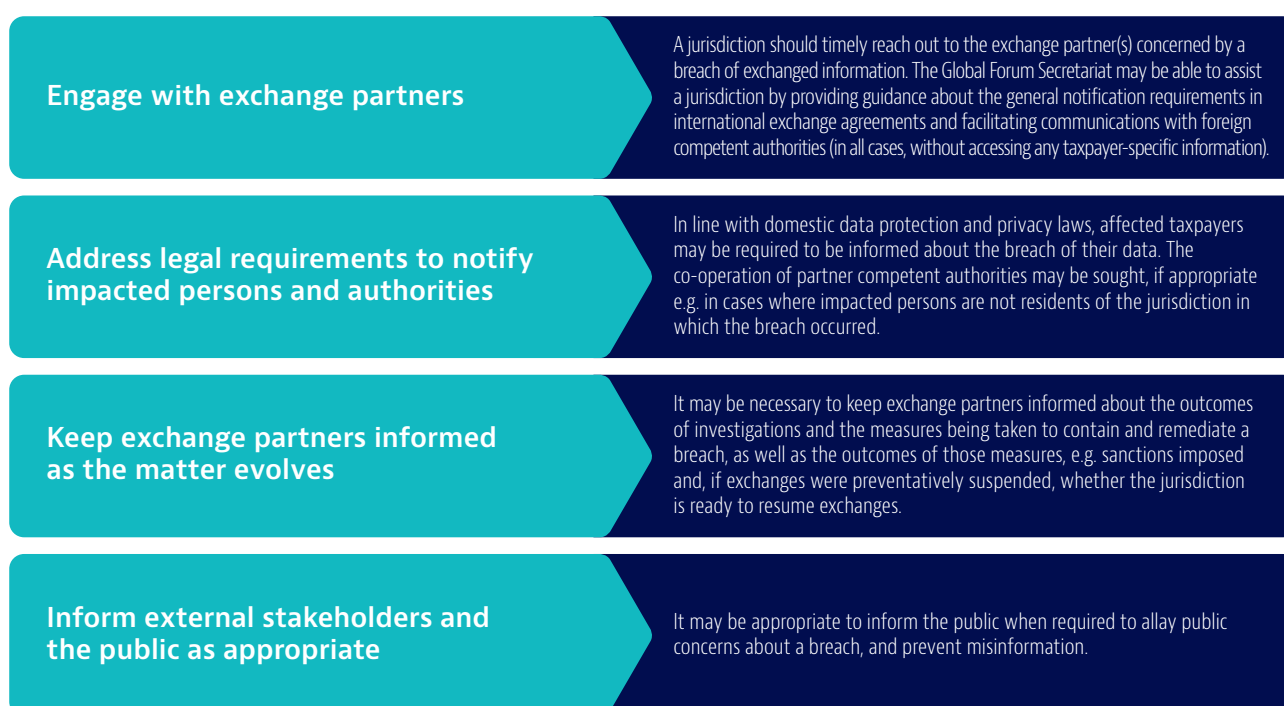 Engage with exchange partners
A jurisdiction should timely reach out to the exchange partner(s) concerned by a
breach of exchanged information. The Global Forum Secretariat may be able to assist
a jurisdiction by providing guidance about the general notification requirements in
international exchange agreements and facilitating communications with foreign
competent authorities (in all cases, without accessing any taxpayer-specific information).
Address legal requirements to notify
impacted persons and authorities
In line with domestic data protection and privacy laws, affected taxpayers
may be required to be informed about the breach of their data. The
co-operation of partner competent authorities may be sought, if appropriate
e.g. in cases where impacted persons are not residents of the jurisdiction in
which the breach occurred.
Keep exchange partners informed
as the matter evolves
It may be necessary to keep exchange partners informed about the outcomes
of investigations and the measures being taken to contain and remediate a
breach, as well as the outcomes of those measures, e.g. sanctions imposed
and, if exchanges were preventatively suspended, whether the jurisdiction
is ready to resume exchanges.
Inform external stakeholders and
the public as appropriate
It may be appropriate to inform the public when required to allay public
concerns about a breach, and prevent misinformation.